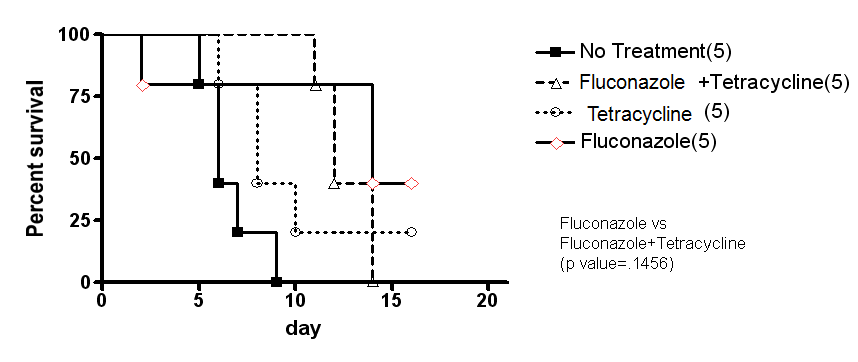 100
75
50
25
0
0 5 10 15 20
Percent survival
day
No Treatment(5)
Fluconazole +Tetracycline(5)
Tetracycline (5)
Fluconazole(5)
Fluconazole vs
Fluconazole+Tetracycline
(p value=.1456)